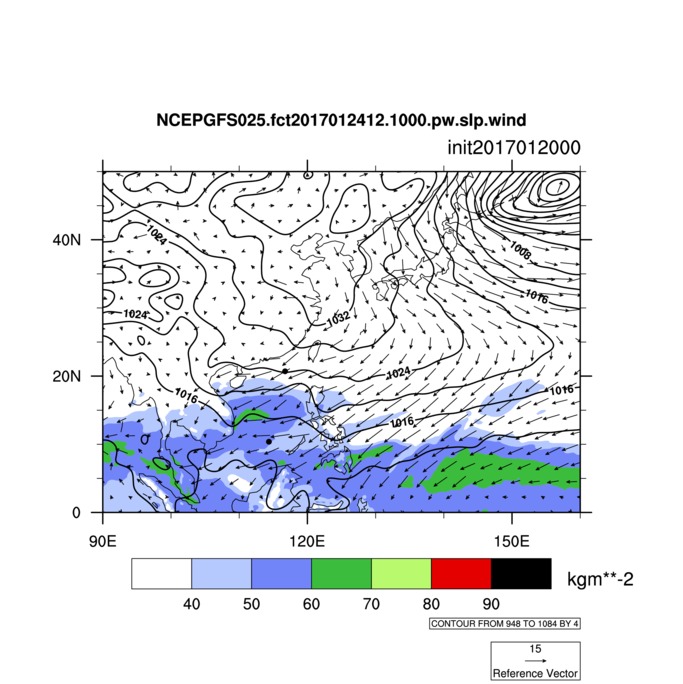 NCEPGFS025.fct2017012412.1000.pw.slp.wind
init2017012000
40N
20N
0
1024
1008
1016
1024
1032
1024
1016
1016
1016
90E
120E
150E
kgm**-2
40
50
60
70
80
90
CONTOUR FROM 948 TO 1084 BY 4
15
Reference Vector